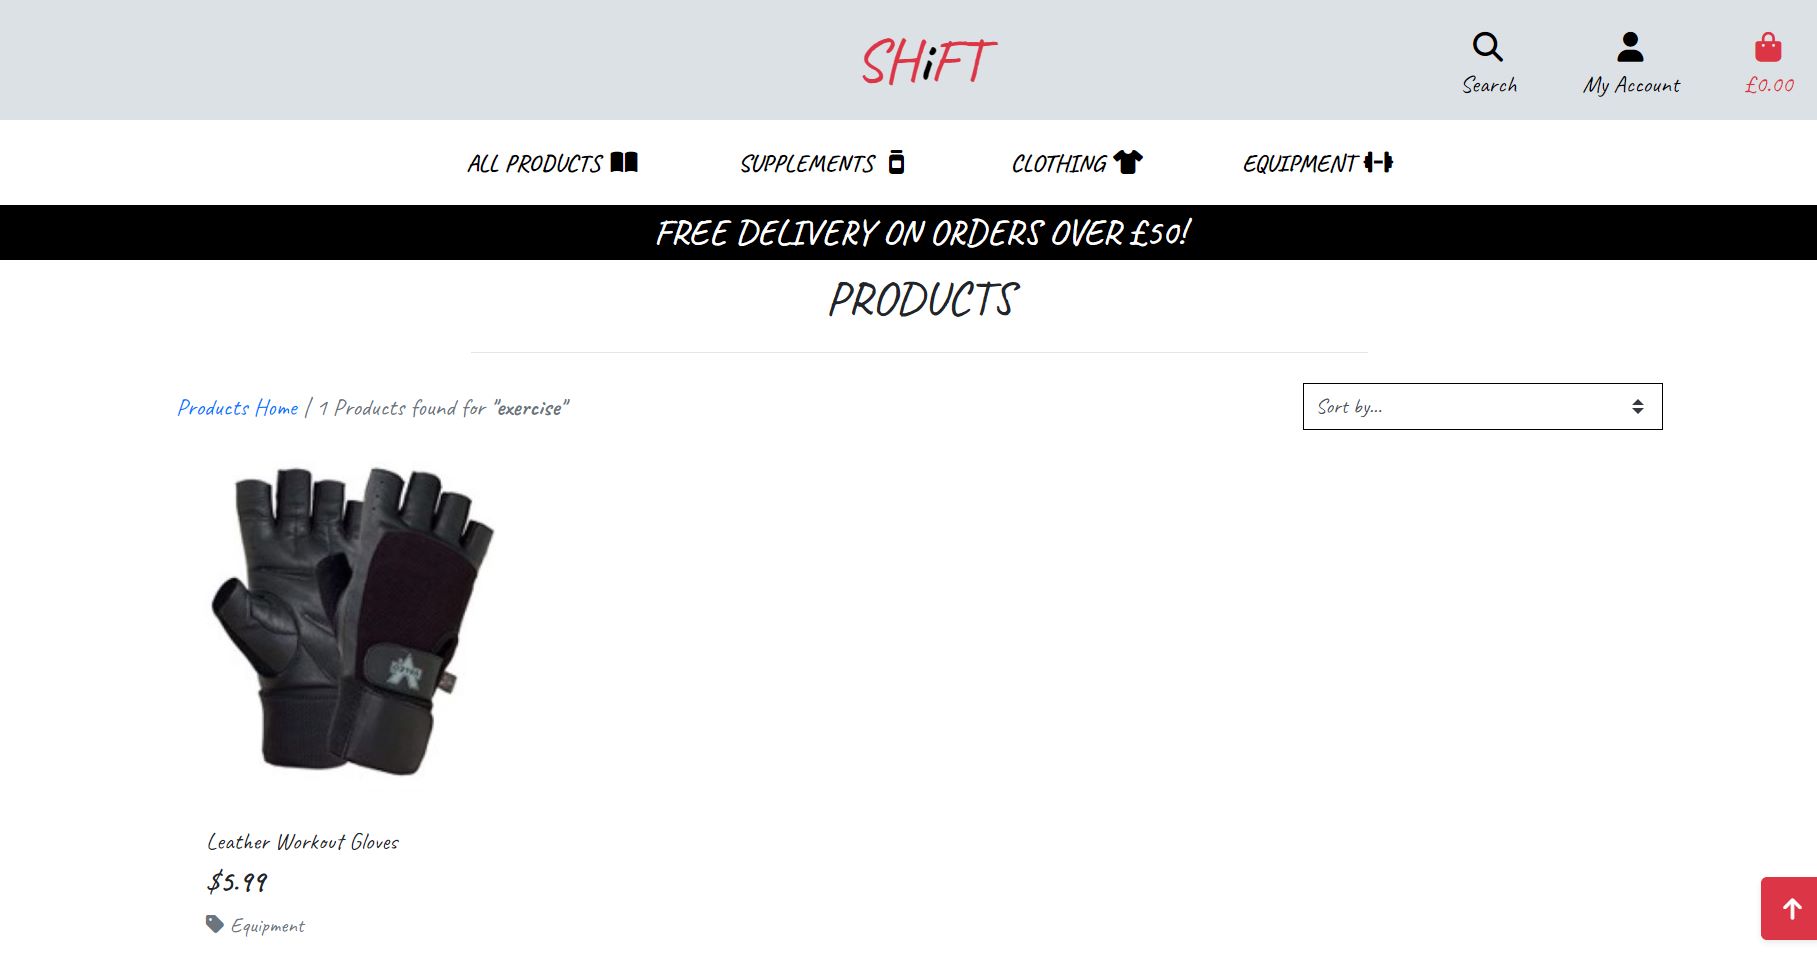 SHiFT
Search
My Account
£0.00
ALL PRODUCTS
SUPPLEMENTS
CLOTHING
EQUIPMENT
FREE DELIVERY ON ORDERS OVER £50!
PRODUCTS
Products Home | 1 Products found for "exercise"
Sort by...
Leather Workout Gloves
$5.99
Equipment